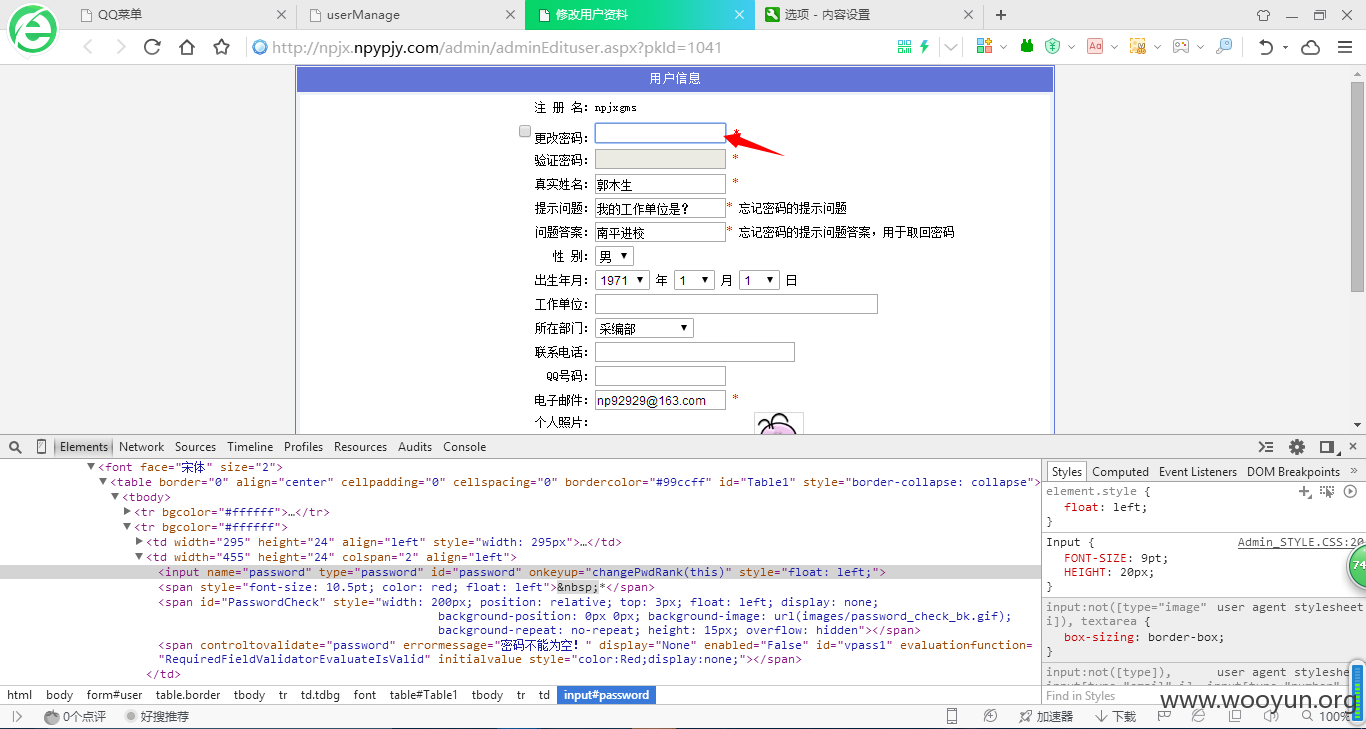 QQ菜单
userManage
修改用户资料
选项 - 内容设置
http://npjx.npypjy.com/admin/adminEdituser.aspx?pkId=1041
用户信息
注 册 名: npjxgms
更改密码: *
验证密码: *
真实姓名: 郭木生 *
提示问题: 我的工作单位是? * 忘记密码的提示问题
问题答案: 南平进校 * 忘记密码的提示问题答案,用于取回密码
性 别: 男
出生年月: 1971 年 1 月 1 日
工作单位:
所在部门: 采编部
联系电话:
QQ号码:
电子邮件: np92929@163.com *
个人照片:
Elements Network Sources Timeline Profiles Resources Audits Console
<font face="宋体" size="2">
<table border="0" align="center" cellpadding="0" cellspacing="0" bordercolor="#99ccff" id="Table1" style="border-collapse: collapse">
<tbody>
<tr bgcolor="#ffffff">…</tr>
<tr bgcolor="#ffffff">
<td width="295" height="24" align="left" style="width: 295px">…</td>
<td width="455" height="24" colspan="2" align="left">
<input name="password" type="password" id="password" onkeyup="changePwdRank(this)" style="float: left;">
<span style="font-size: 10.5pt; color: red; float: left">&nbsp;*</span>
<span id="PasswordCheck" style="width: 200px; position: relative; top: 3px; float: left; display: none;
background-position: 0px 0px; background-image: url(images/password_check_bk.gif);
background-repeat: no-repeat; height: 15px; overflow: hidden"></span>
<span controltovalidate="password" errormessage="密码不能为空! " display="None" enabled="False" id="vpass1" evaluationfunction=
"RequiredFieldValidatorEvaluateIsValid" initialvalue style="color:Red;display:none;"></span>
</td>
html body form#user table.border tbody tr td.tdbg font table#Table1 tbody tr td input#password
Styles Computed Event Listeners DOM Breakpoints »
element.style {
float: left;
}
Input { Admin_STYLE.CSS:20
FONT-SIZE: 9pt;
HEIGHT: 20px;
}
input:not([type="image" user agent stylesheet
i]), textarea {
box-sizing: border-box;
}
input:not([type]), user agent stylesheet
Find in Styles
74
www.wooyun.org
0个点评
好搜推荐
加速器
下载
100%